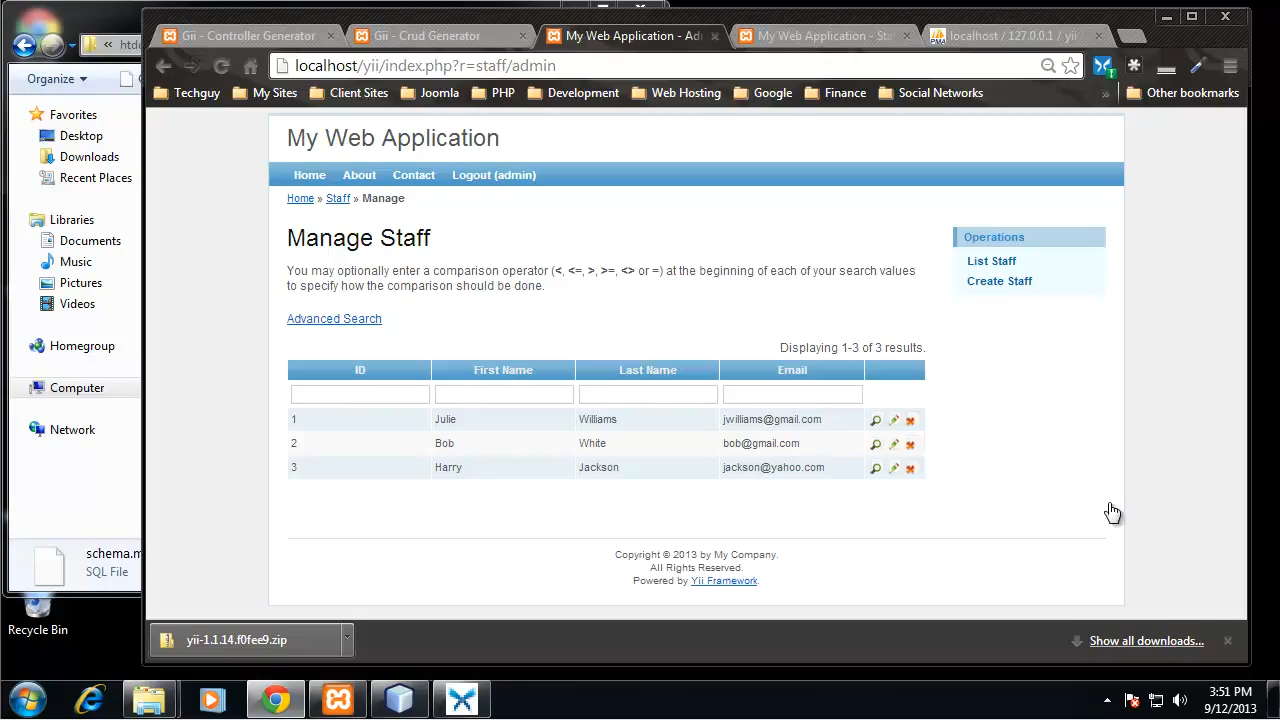 Gii - Controller Generator
Gii - Crud Generator
My Web Application - Ad
My Web Application - St
localhost / 127.0.0.1 / yii
localhost/yii/index.php?r=staff/admin
Techguy
My Sites
Client Sites
Joomla
PHP
Development
Web Hosting
Google
Finance
Social Networks
»
Other bookmarks
«
Organize
Favorites
Desktop
Downloads
Recent Places
Libraries
Documents
Music
Pictures
Videos
Homegroup
Computer
Network
schema.m
SQL File
Recycle Bin
My Web Application
Home
About
Contact
Logout (admin)
Home » Staff » Manage
Manage Staff
You may optionally enter a comparison operator (<, <=, >, >=, <> or =) at the beginning of each of your search values
to specify how the comparison should be done.
Advanced Search
Operations
List Staff
Create Staff
Displaying 1-3 of 3 results.
ID First Name Last Name Email
1 Julie Williams jwilliams@gmail.com
2 Bob White bob@gmail.com
3 Harry Jackson jackson@yahoo.com
Copyright © 2013 by My Company.
All Rights Reserved.
Powered by Yii Framework.
yii-1.1.14.f0fee9.zip
Show all downloads...
3:51 PM
9/12/2013